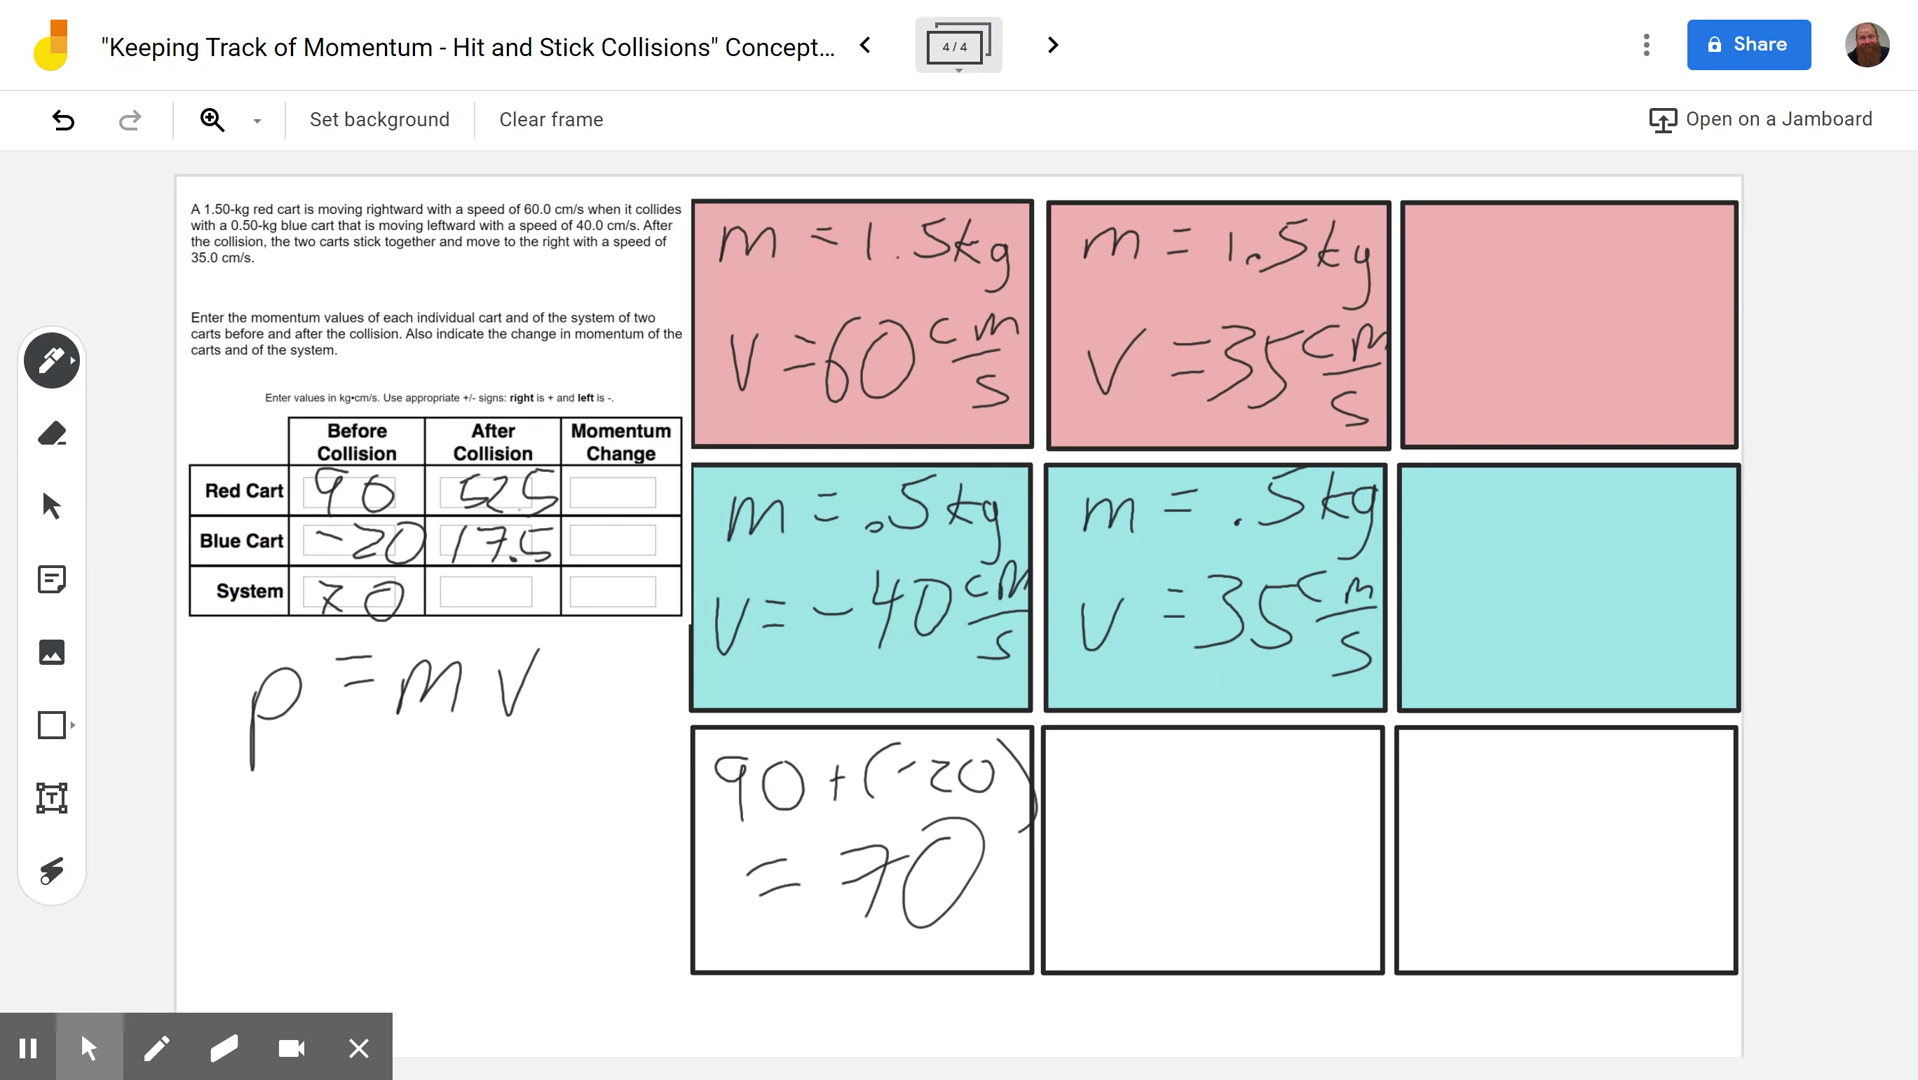 "Keeping Track of Momentum - Hit and Stick Collisions" Concept...
4 / 4
Share
Set background
Clear frame
Open on a Jamboard
A 1.50-kg red cart is moving rightward with a speed of 60.0 cm/s when it collides
with a 0.50-kg blue cart that is moving leftward with a speed of 40.0 cm/s. After
the collision, the two carts stick together and move to the right with a speed of
35.0 cm/s.
Enter the momentum values of each individual cart and of the system of two
carts before and after the collision. Also indicate the change in momentum of the
carts and of the system.
Enter values in kg•cm/s. Use appropriate +/- signs: right is + and left is -.
Before Collision After Collision Momentum Change
Red Cart 90 52.5
Blue Cart -20 17.5
System 70
p = m v
m = 1.5kg
v = 60 cm/s
m = 1.5kg
v = 35 cm/s
m = .5kg
v = -40 cm/s
m = .5kg
v = 35 cm/s
90 + (-20)
= 70